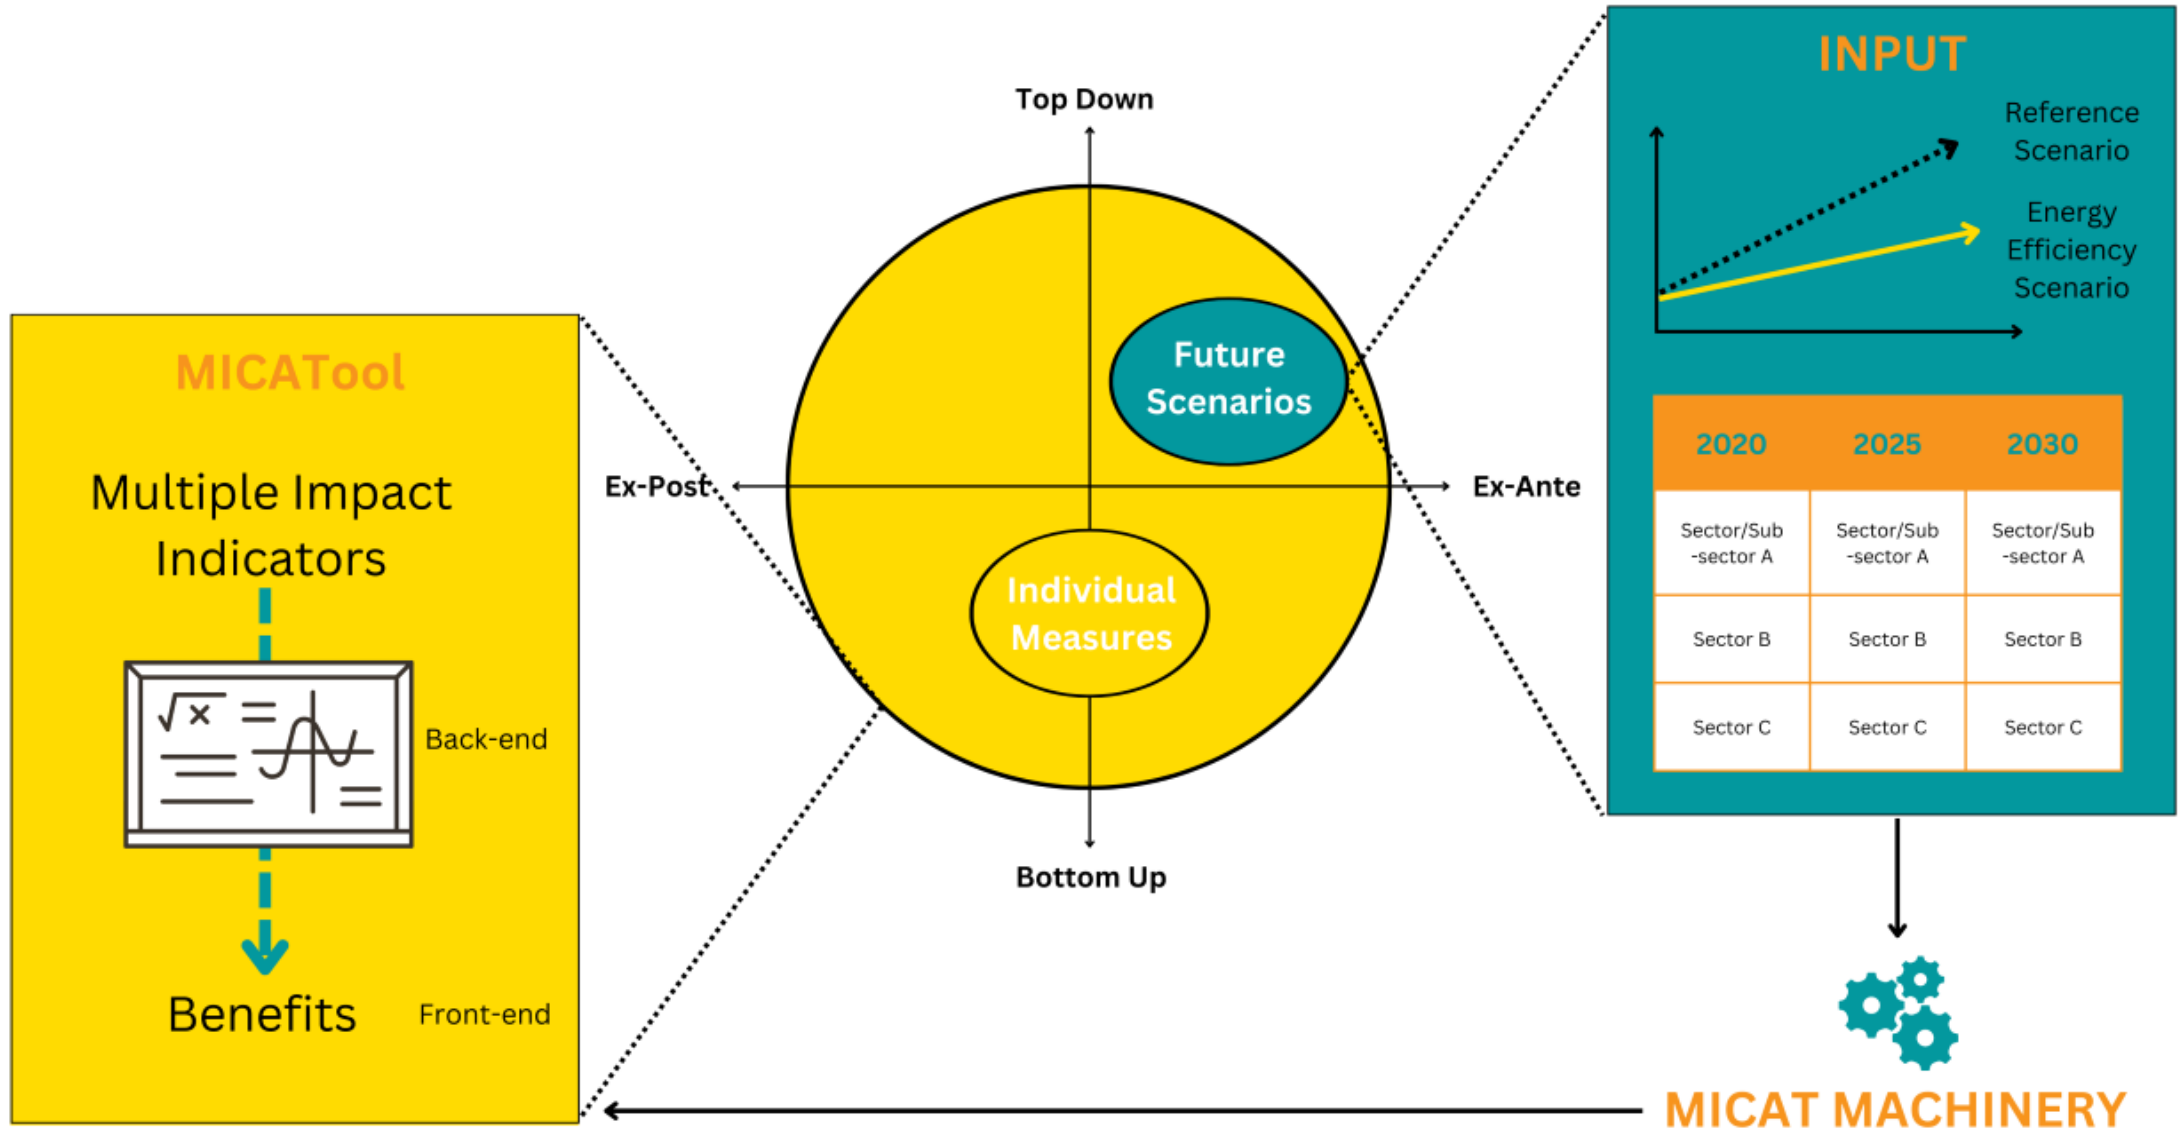 MICATool
Multiple Impact
Indicators
√x =
Back-end
Benefits
Front-end
Top Down
Ex-Post
Ex-Ante
Future
Scenarios
Individual
Measures
Bottom Up
INPUT
Reference
Scenario
Energy
Efficiency
Scenario
2020 2025 2030
Sector/Sub Sector/Sub Sector/Sub
-sector A -sector A -sector A
Sector B Sector B Sector B
Sector C Sector C Sector C
MICAT MACHINERY